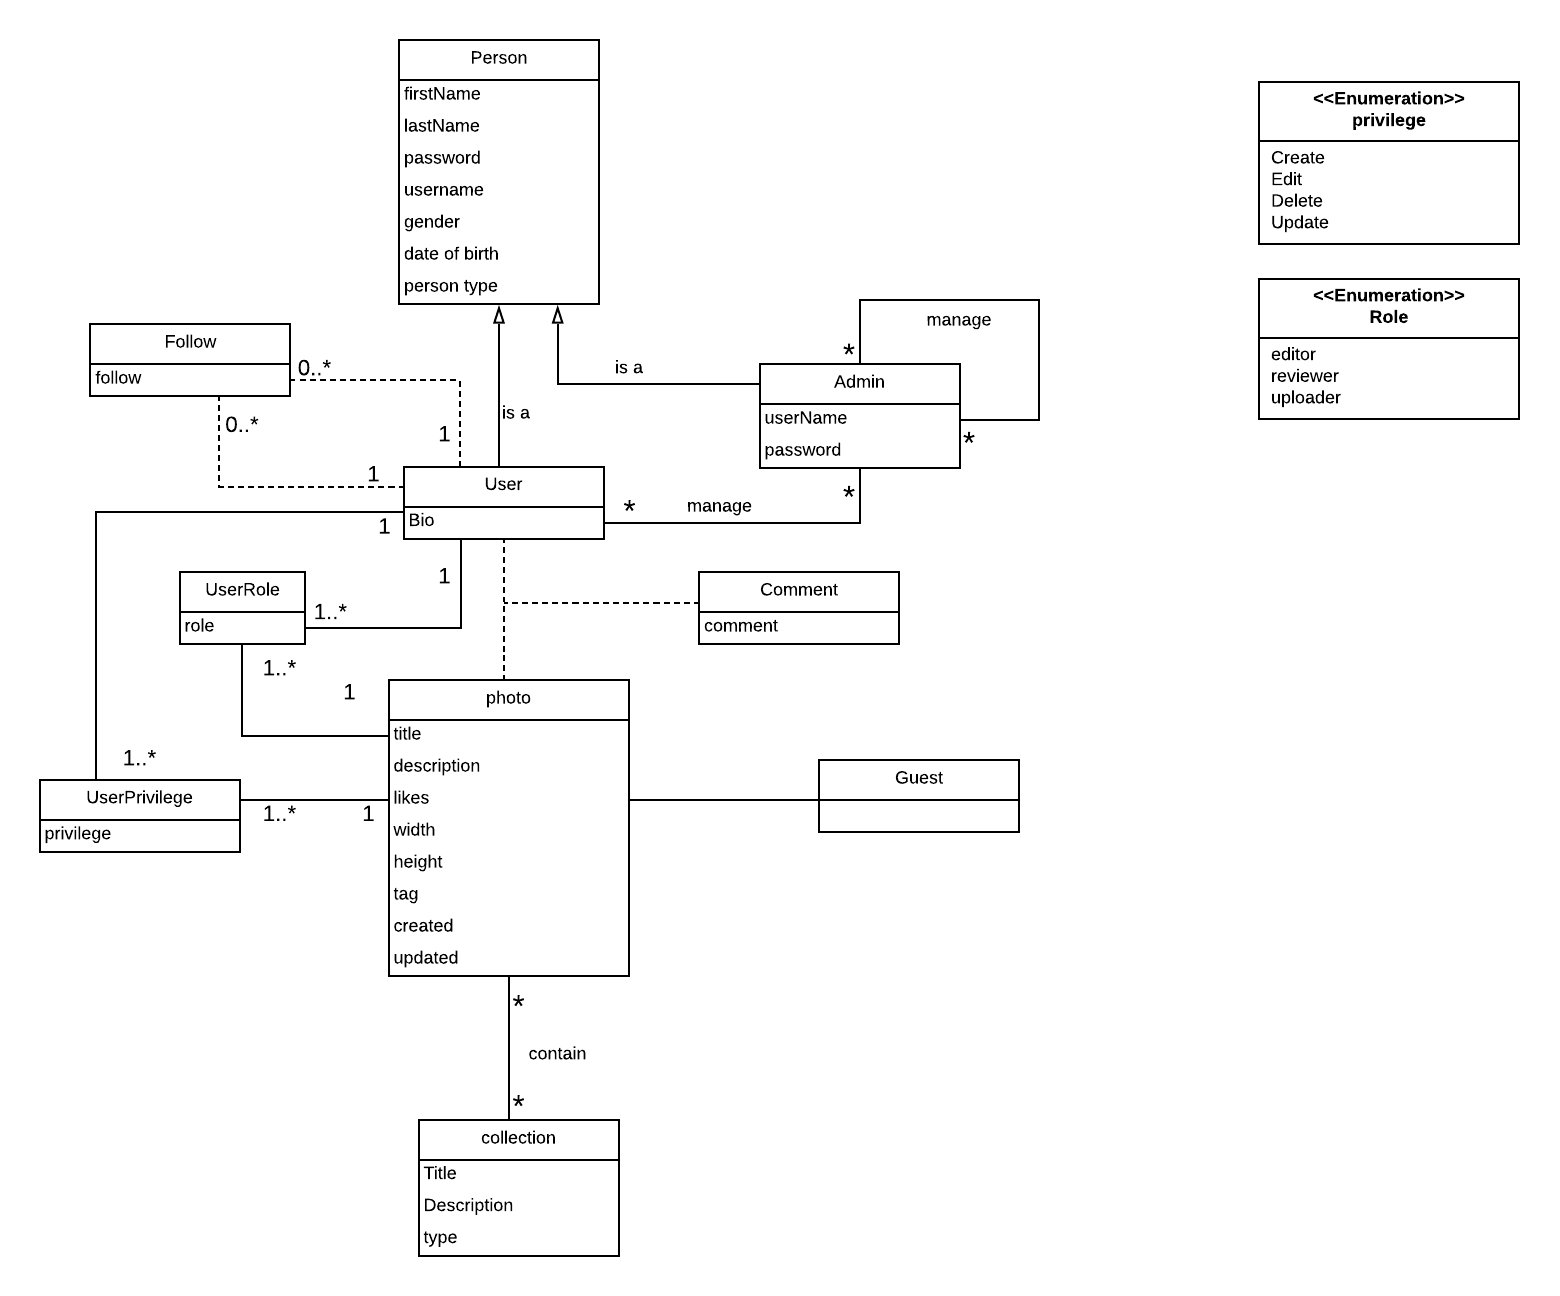 Person
firstName
lastName
password
username
gender
date of birth
person type
<<Enumeration>>
privilege
Create
Edit
Delete
Update
<<Enumeration>>
Role
editor
reviewer
uploader
Follow
follow
0..*
0..*
1
1
is a
is a
manage
*
*
Admin
userName
password
*
manage
*
User
Bio
1
1
UserRole
role
1..*
1..*
1
Comment
comment
1..*
UserPrivilege
privilege
1..*
1
photo
title
description
likes
width
height
tag
created
updated
Guest
*
contain
*
collection
Title
Description
type